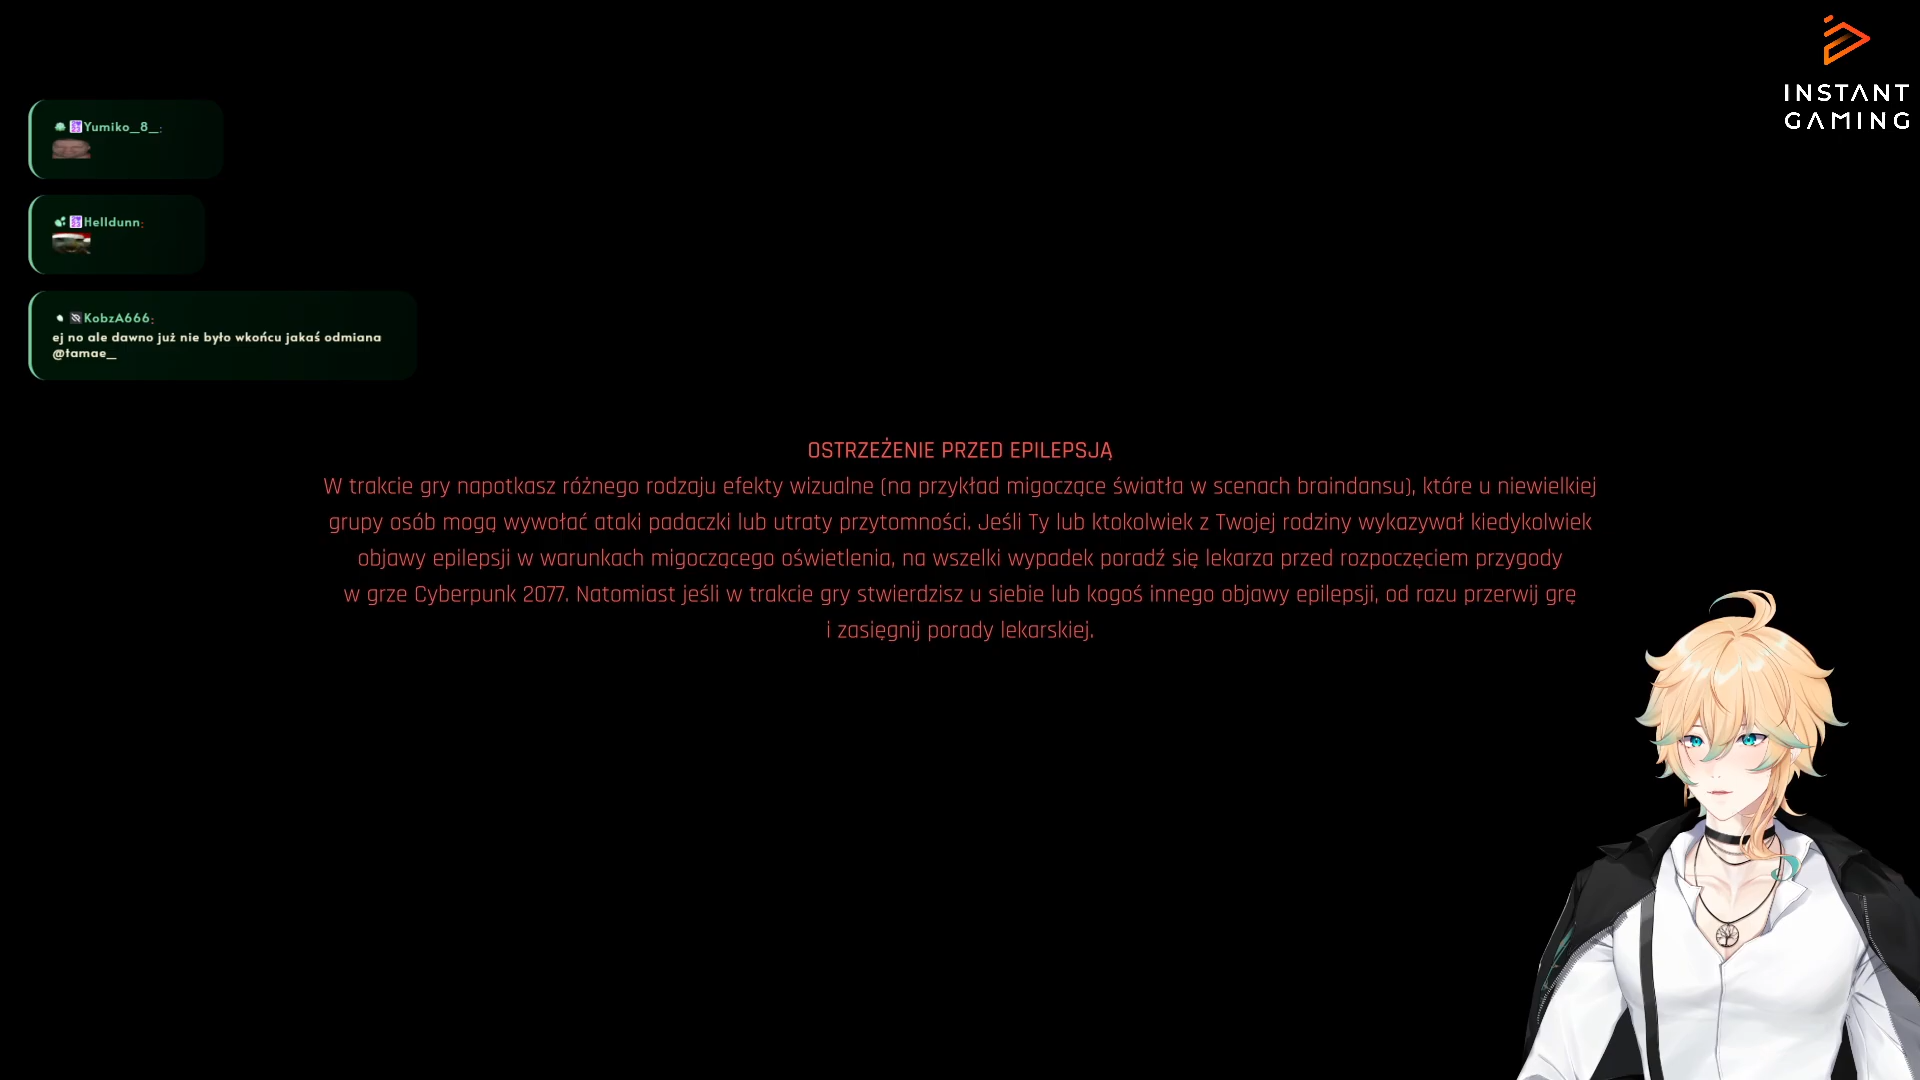 INSTANT
GAMING
Yumiko_8_:
Helldunn:
KobzA666:
ej no ale dawno już nie było wkońcu jakaś odmiana
@tamae_
OSTRZEŻENIE PRZED EPILEPSJĄ
W trakcie gry napotkasz różnego rodzaju efekty wizualne (na przykład migoczące światła w scenach braindansu), które u niewielkiej
grupy osób mogą wywołać ataki padaczki lub utraty przytomności. Jeśli Ty lub ktokolwiek z Twojej rodziny wykazywał kiedykolwiek
objawy epilepsji w warunkach migoczącego oświetlenia, na wszelki wypadek poradź się lekarza przed rozpoczęciem przygody
w grze Cyberpunk 2077. Natomiast jeśli w trakcie gry stwierdzisz u siebie lub kogoś innego objawy epilepsji, od razu przerwij grę
i zasięgnij porady lekarskiej.